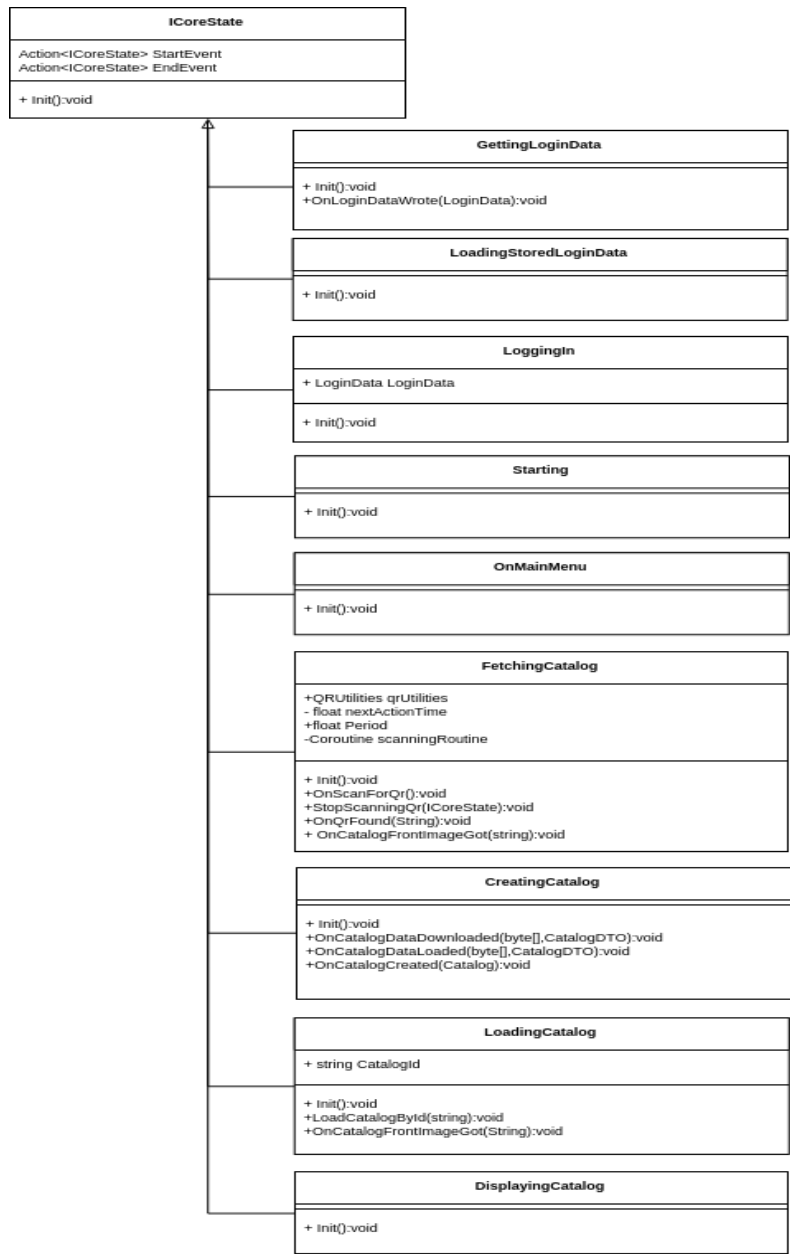 ICoreState
Action<ICoreState> StartEvent
Action<ICoreState> EndEvent
+ Init():void
GettingLoginData
+ Init():void
+OnLoginDataWrote(LoginData):void
LoadingStoredLoginData
+ Init():void
LoggingIn
+ LoginData LoginData
+ Init():void
Starting
+ Init():void
OnMainMenu
+ Init():void
FetchingCatalog
+QRUtilities qrUtilities
- float nextActionTime
+float Period
-Coroutine scanningRoutine
+ Init():void
+OnScanForQr():void
+StopScanningQr(ICoreState):void
+OnQrFound(String):void
+ OnCatalogFrontImageGot(string):void
CreatingCatalog
+ Init():void
+OnCatalogDataDownloaded(byte[],CatalogDTO):void
+OnCatalogDataLoaded(byte[],CatalogDTO):void
+OnCatalogCreated(Catalog):void
LoadingCatalog
+ string CatalogId
+ Init():void
+LoadCatalogById(string):void
+OnCatalogFrontImageGot(String):void
DisplayingCatalog
+ Init():void